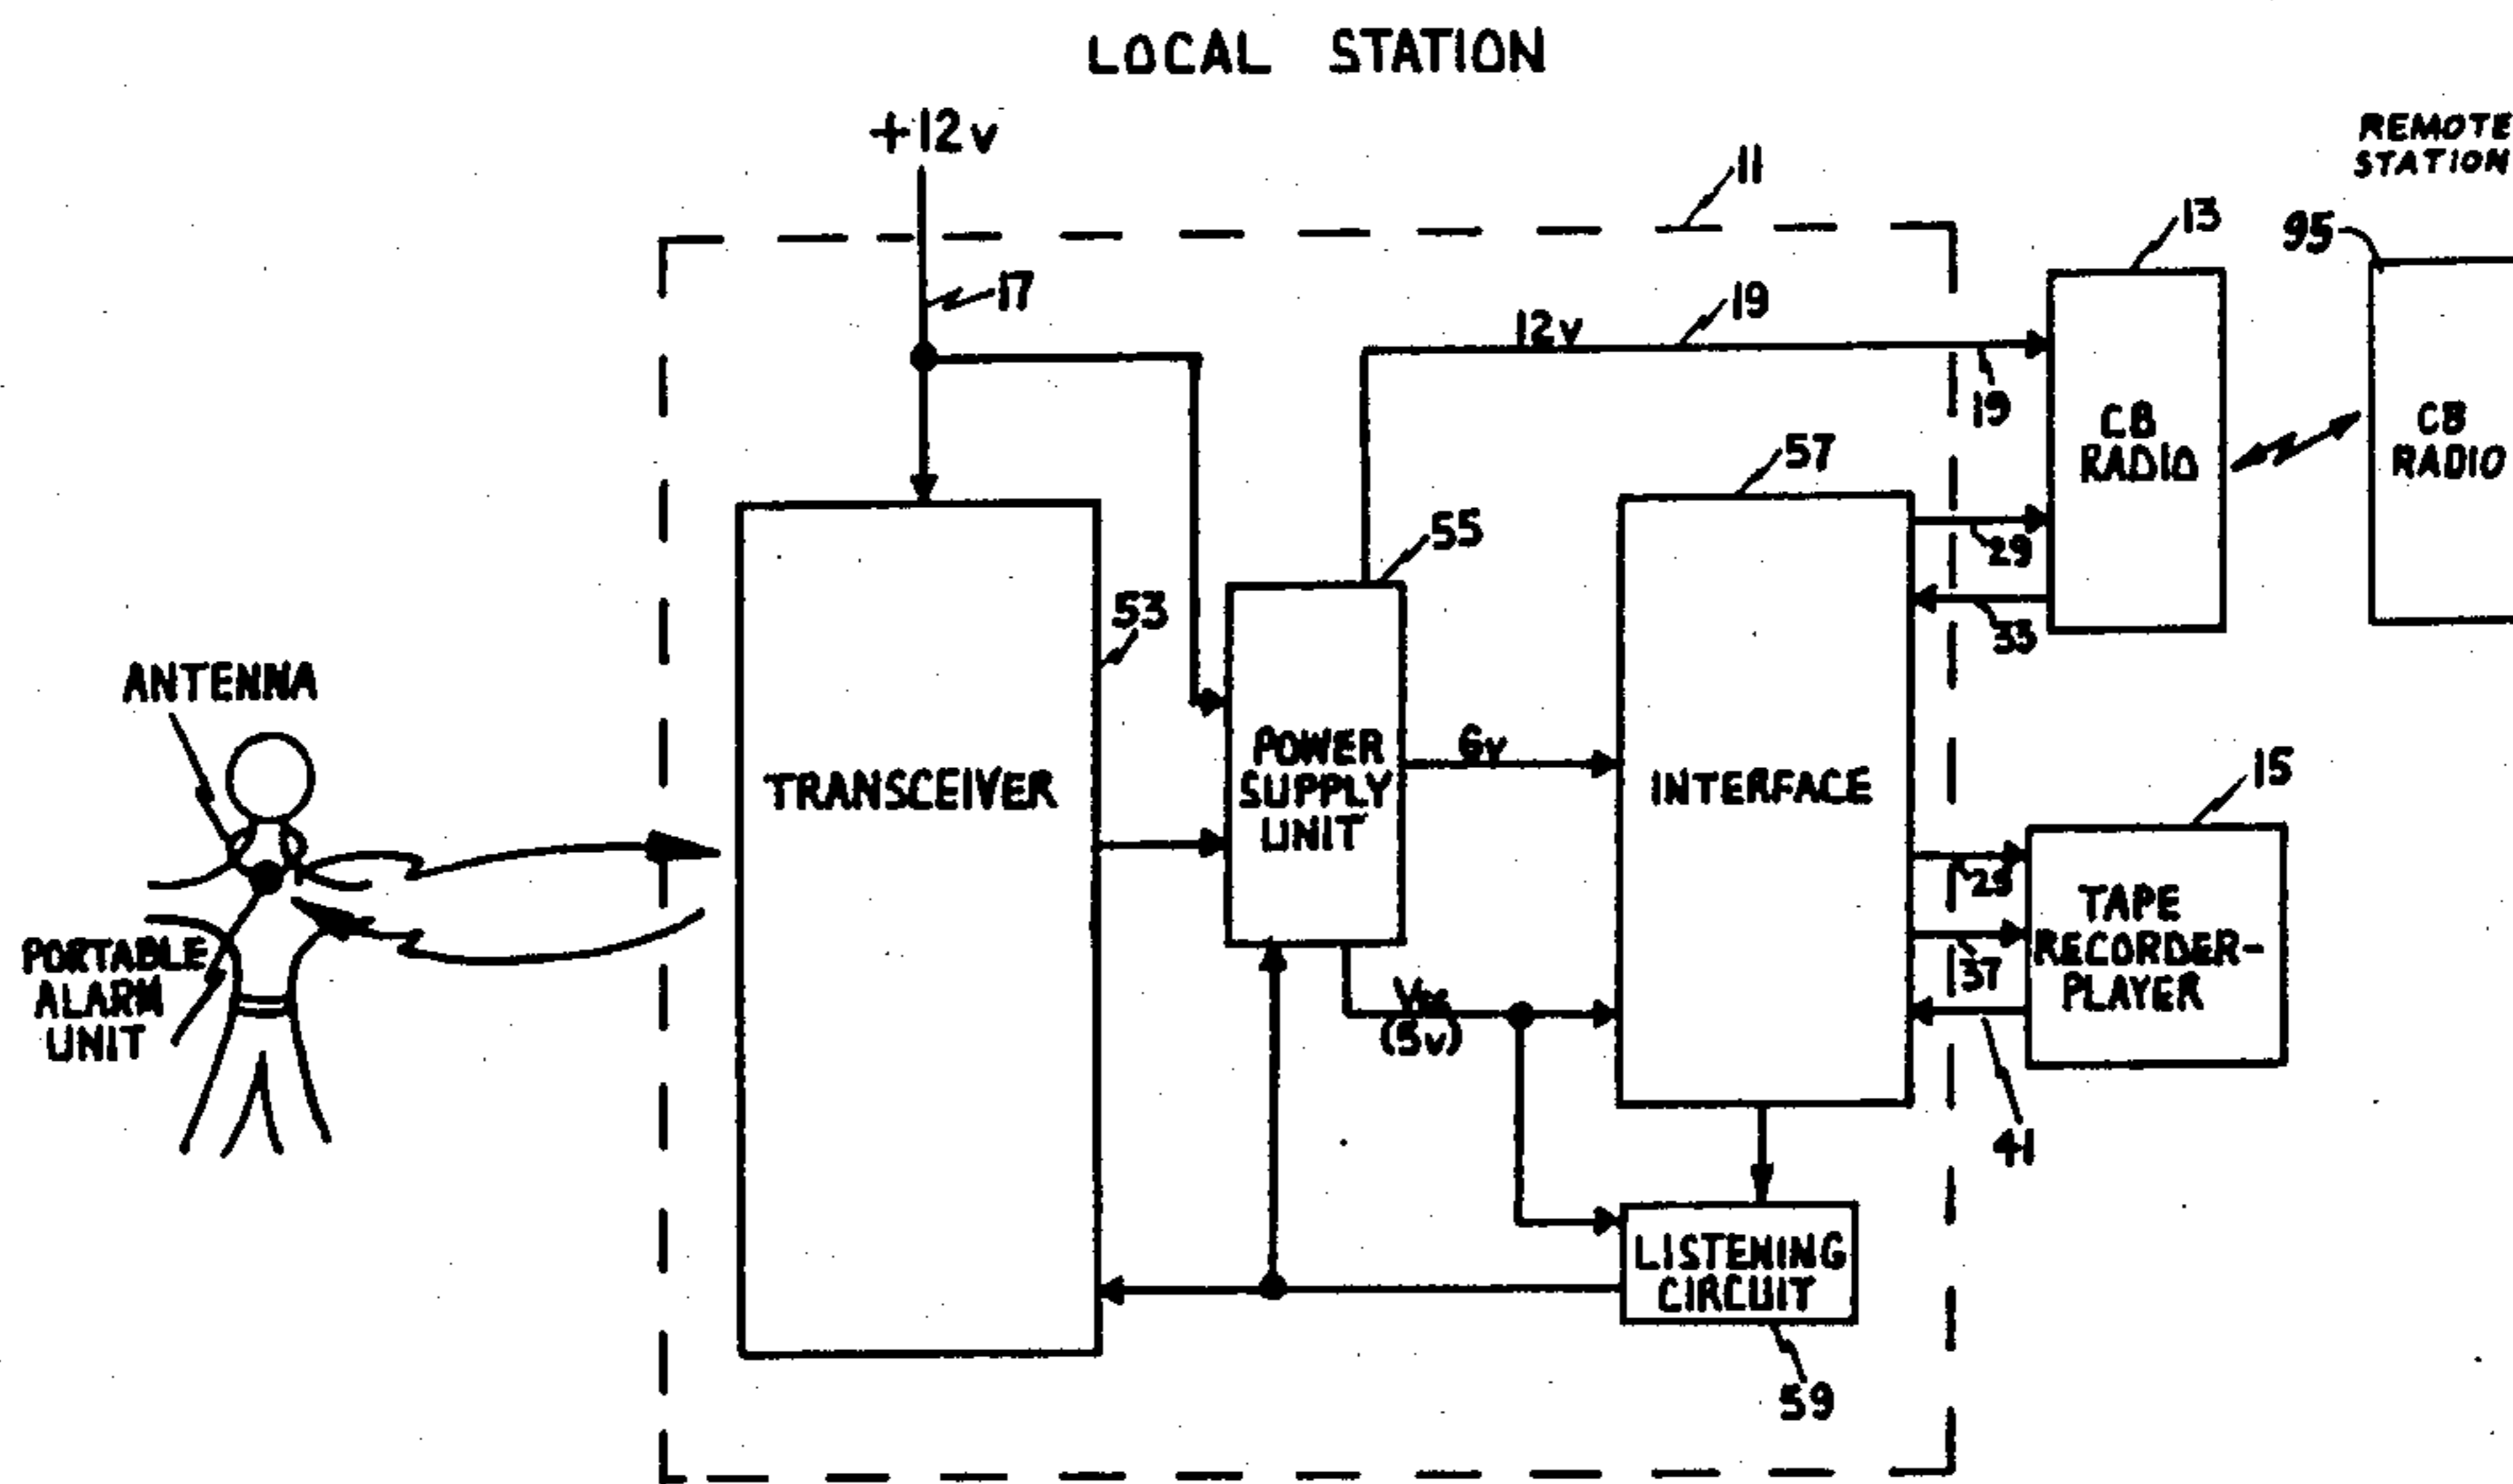 LOCAL STATION
+12v
REMOTE
STATION
11
13
95
17
12v
19
19
CB
RADIO
CB
RADIO
57
29
55
53
33
ANTENNA
6v
POWER
SUPPLY
UNIT
TRANSCEIVER
INTERFACE
15
TAPE
RECORDER-
PLAYER
37
PORTABLE
ALARM
UNIT
(5v)
41
LISTENING
CIRCUIT
59